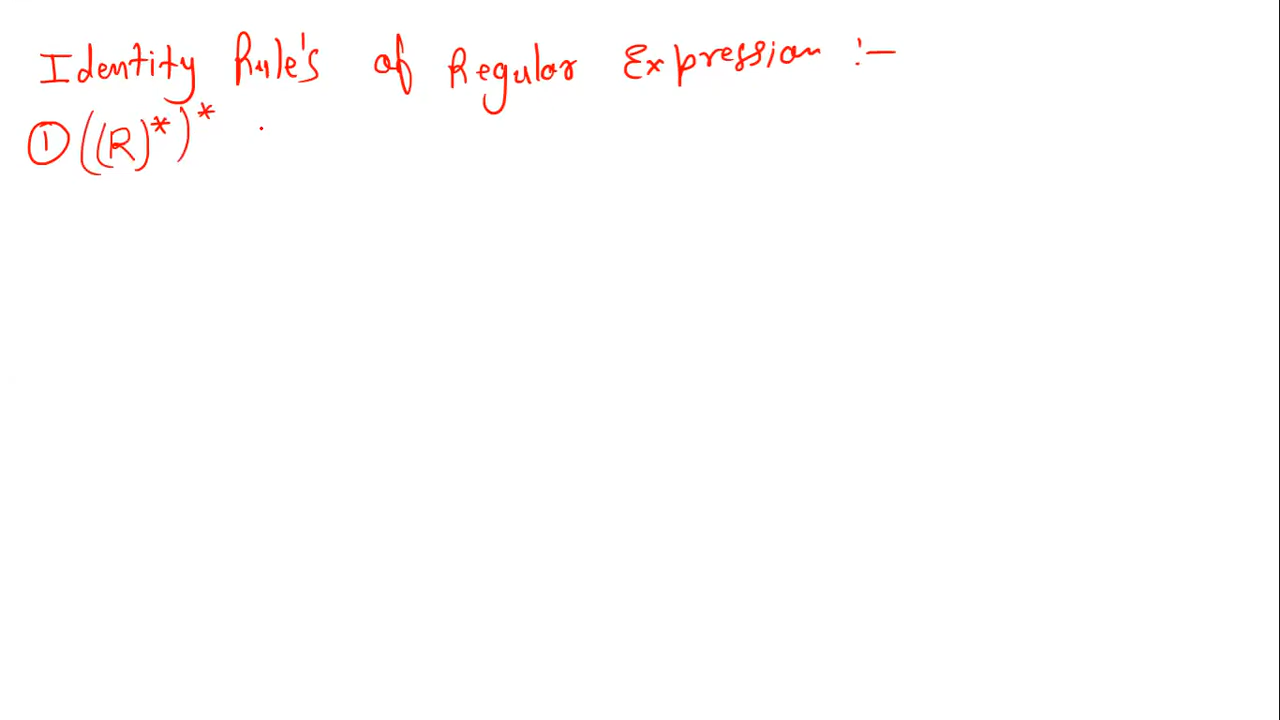 Identity Rule's of Regular Expression :-
① ((R)*)*